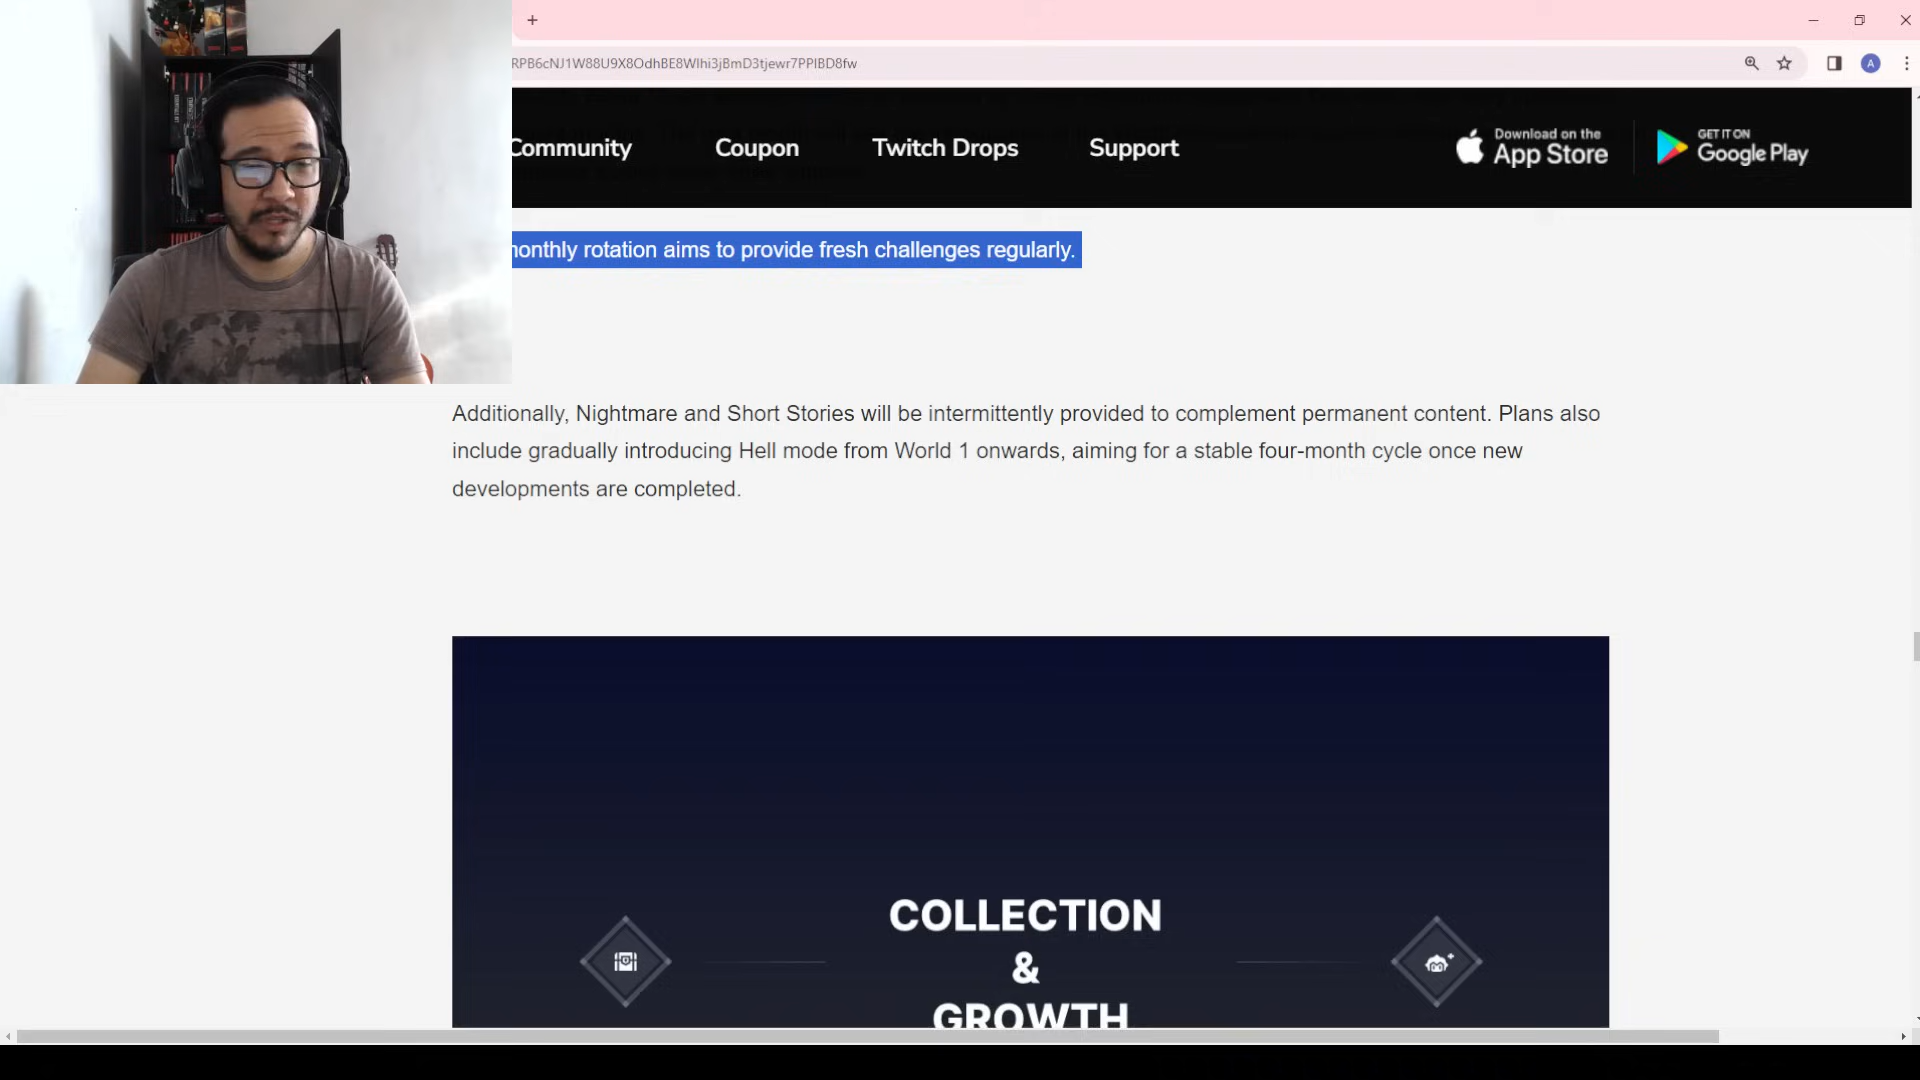 RPB6cNJ1W88U9X8OdhBE8Wlhi3jBmD3tjewr7PPIBD8fw
A
Community Coupon Twitch Drops Support
Download on the
App Store
GET IT ON
Google Play
monthly rotation aims to provide fresh challenges regularly.
Additionally, Nightmare and Short Stories will be intermittently provided to complement permanent content. Plans also
include gradually introducing Hell mode from World 1 onwards, aiming for a stable four-month cycle once new
developments are completed.
COLLECTION
&
GROWTH